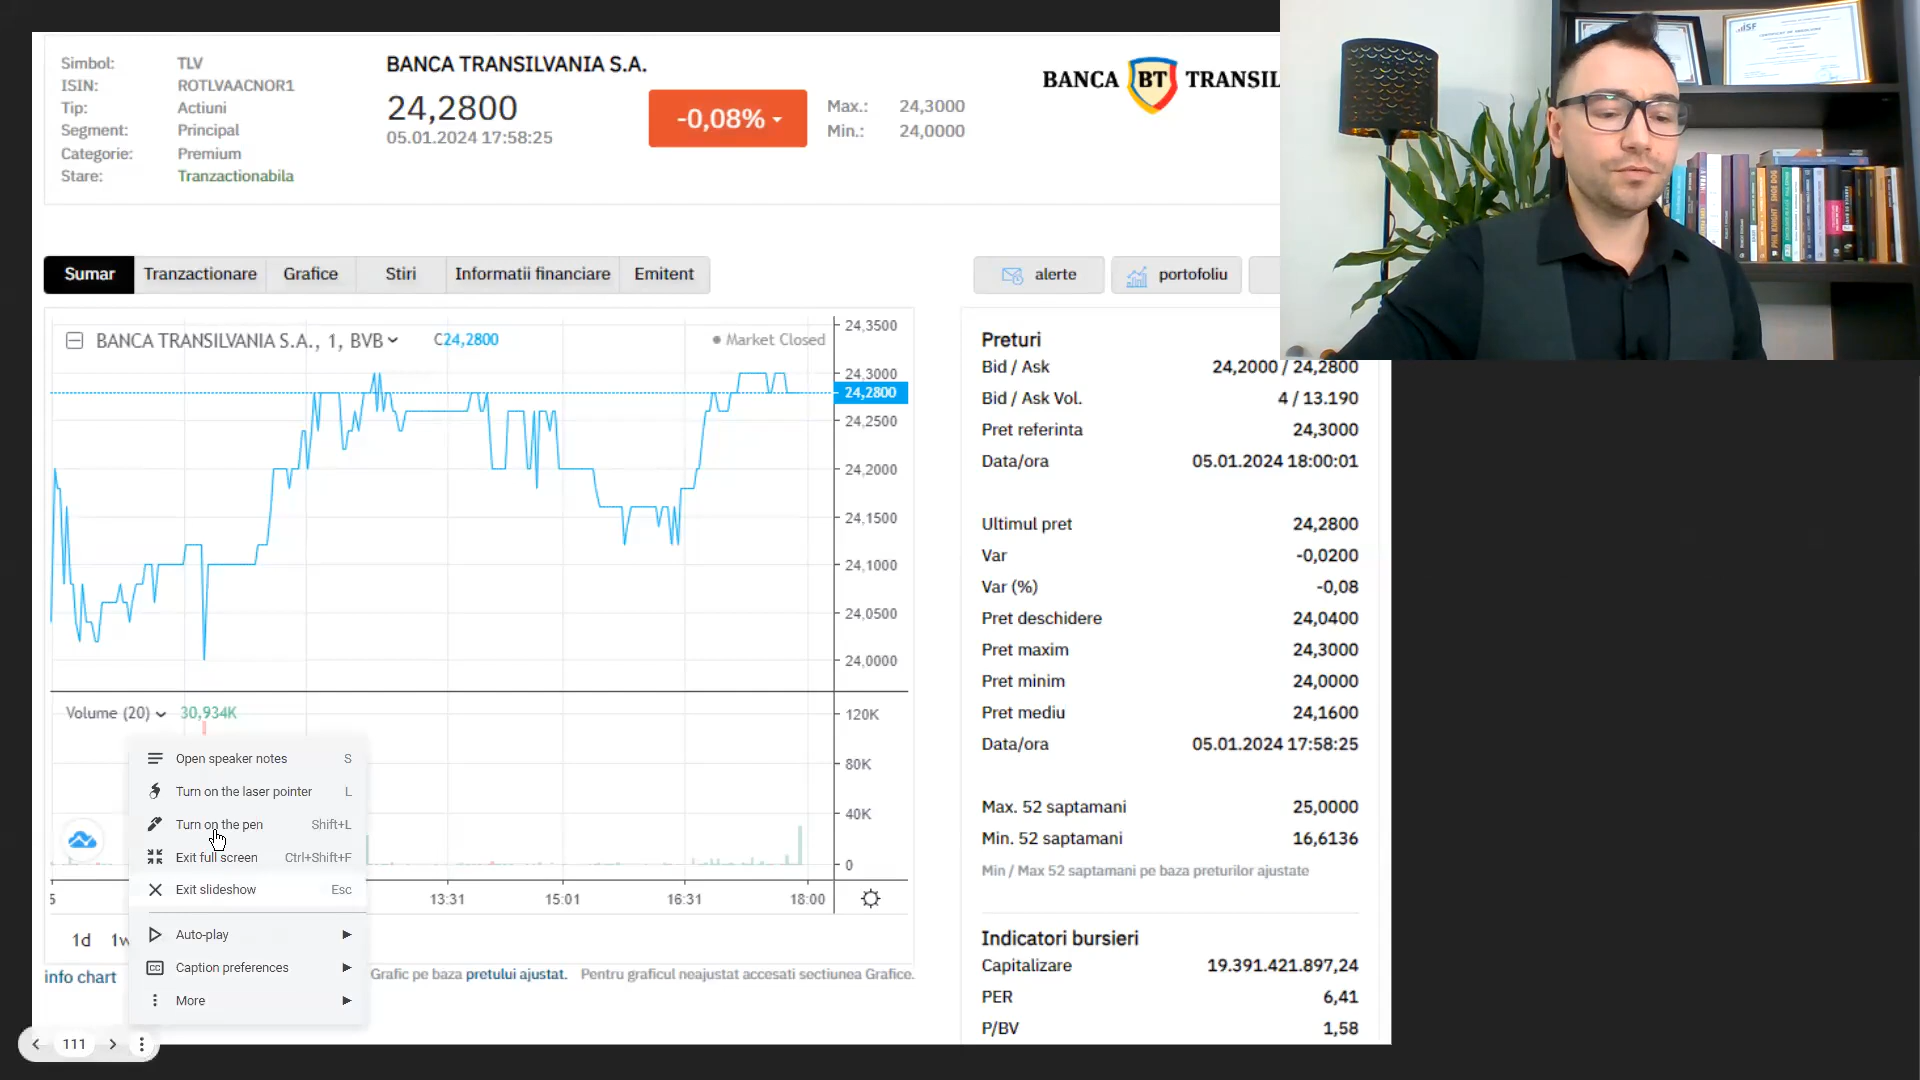 Simbol: TLV
ISIN: ROTLVAACNOR1
Tip: Actiuni
Segment: Principal
Categorie: Premium
Stare: Tranzactionabila
BANCA TRANSILVANIA S.A.
24,2800
05.01.2024 17:58:25
-0,08%
Max.: 24,3000
Min.: 24,0000
BANCA BT TRANSIL
Sumar Tranzactionare Grafice Stiri Informatii financiare Emitent
alerte portofoliu
BANCA TRANSILVANIA S.A., 1, BVB C24,2800 Market Closed
24,3500
24,3000
24,2800
24,2500
24,2000
24,1500
24,1000
24,0500
24,0000
Volume (20) 30,934K
120K
80K
40K
0
5 13:31 15:01 16:31 18:00
1d 1w
info chart
Grafic pe baza pretului ajustat. Pentru graficul neajustat accesati sectiunea Grafice.
Open speaker notes S
Turn on the laser pointer L
Turn on the pen Shift+L
Exit full screen Ctrl+Shift+F
Exit slideshow Esc
Auto-play
CC Caption preferences
More
111
Preturi
Bid / Ask 24,2000 / 24,2800
Bid / Ask Vol. 4 / 13.190
Pret referinta 24,3000
Data/ora 05.01.2024 18:00:01
Ultimul pret 24,2800
Var -0,0200
Var (%) -0,08
Pret deschidere 24,0400
Pret maxim 24,3000
Pret minim 24,0000
Pret mediu 24,1600
Data/ora 05.01.2024 17:58:25
Max. 52 saptamani 25,0000
Min. 52 saptamani 16,6136
Min / Max 52 saptamani pe baza preturilor ajustate
Indicatori bursieri
Capitalizare 19.391.421.897,24
PER 6,41
P/BV 1,58
ISF
PHIL KNIGHT SHOE DOG